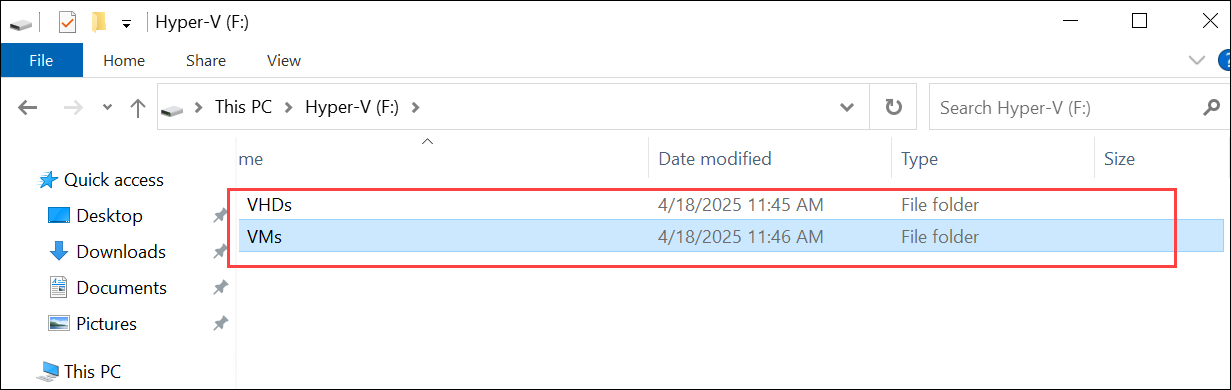 Hyper-V (F:)
File Home Share View
This PC Hyper-V (F:) Search Hyper-V (F:)
me Date modified Type Size
Quick access
VHDs 4/18/2025 11:45 AM File folder
Desktop
VMs 4/18/2025 11:46 AM File folder
Downloads
Documents
Pictures
This PC